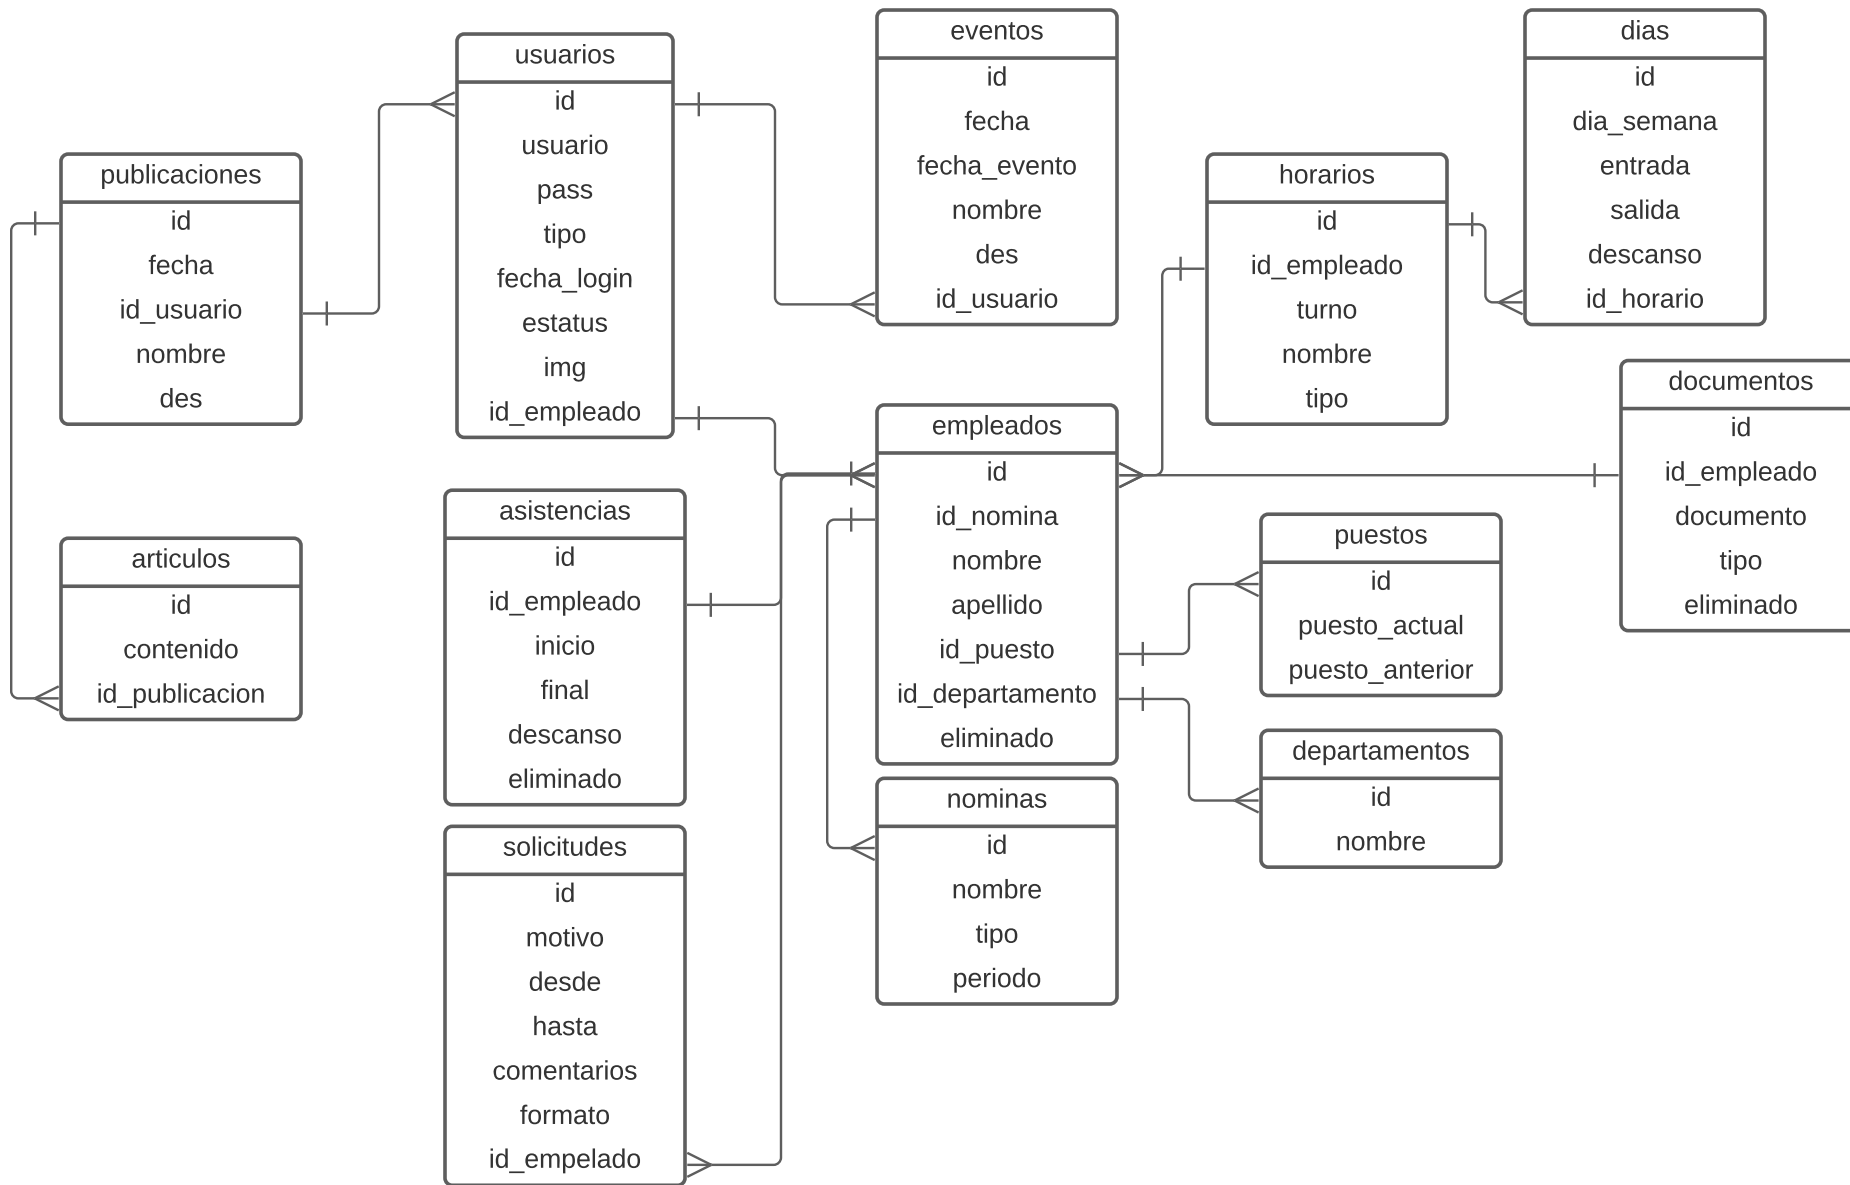 usuarios
id
usuario
pass
tipo
fecha_login
estatus
img
id_empleado
eventos
id
fecha
fecha_evento
nombre
des
id_usuario
dias
id
dia_semana
entrada
salida
descanso
id_horario
publicaciones
id
fecha
id_usuario
nombre
des
horarios
id
id_empleado
turno
nombre
tipo
documentos
id
id_empleado
documento
tipo
eliminado
empleados
id
id_nomina
nombre
apellido
id_puesto
id_departamento
eliminado
asistencias
id
id_empleado
inicio
final
descanso
eliminado
puestos
id
puesto_actual
puesto_anterior
articulos
id
contenido
id_publicacion
departamentos
id
nombre
nominas
id
nombre
tipo
periodo
solicitudes
id
motivo
desde
hasta
comentarios
formato
id_empelado